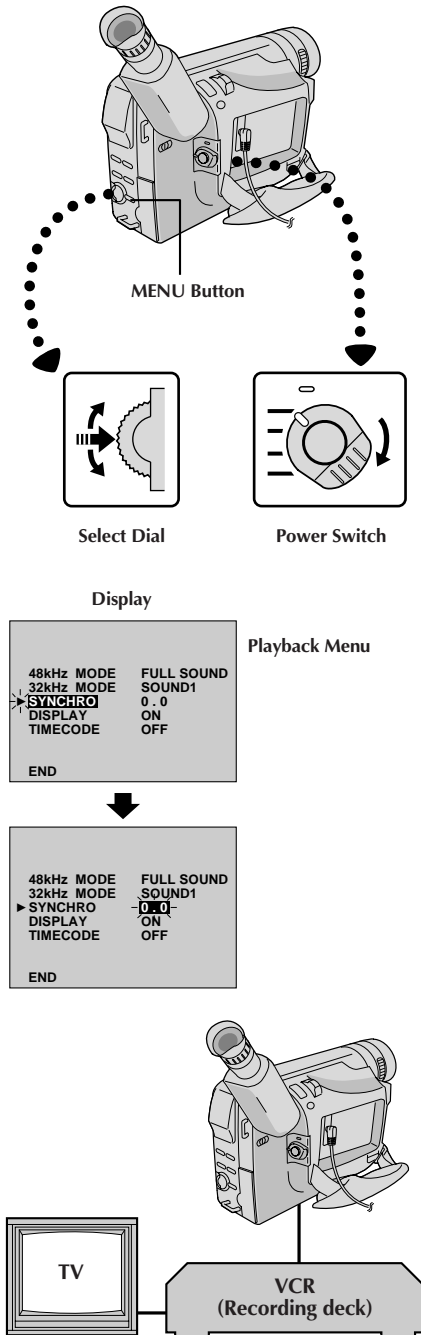 MENU Button
Select Dial
Power Switch
Display
Playback Menu
48kHz MODE FULL SOUND
32kHz MODE SOUND1
►SYNCHRO 0.0
DISPLAY ON
TIMECODE OFF
END
48kHz MODE FULL SOUND
32kHz MODE SOUND1
►SYNCHRO 0.0
DISPLAY ON
TIMECODE OFF
END
TV
VCR
(Recording deck)